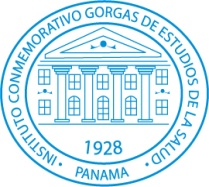 INSTITUTO CONMEMORATIVO GORGAS DE ESTUDIOS DE LA SALUD
1928
· PANAMA ·